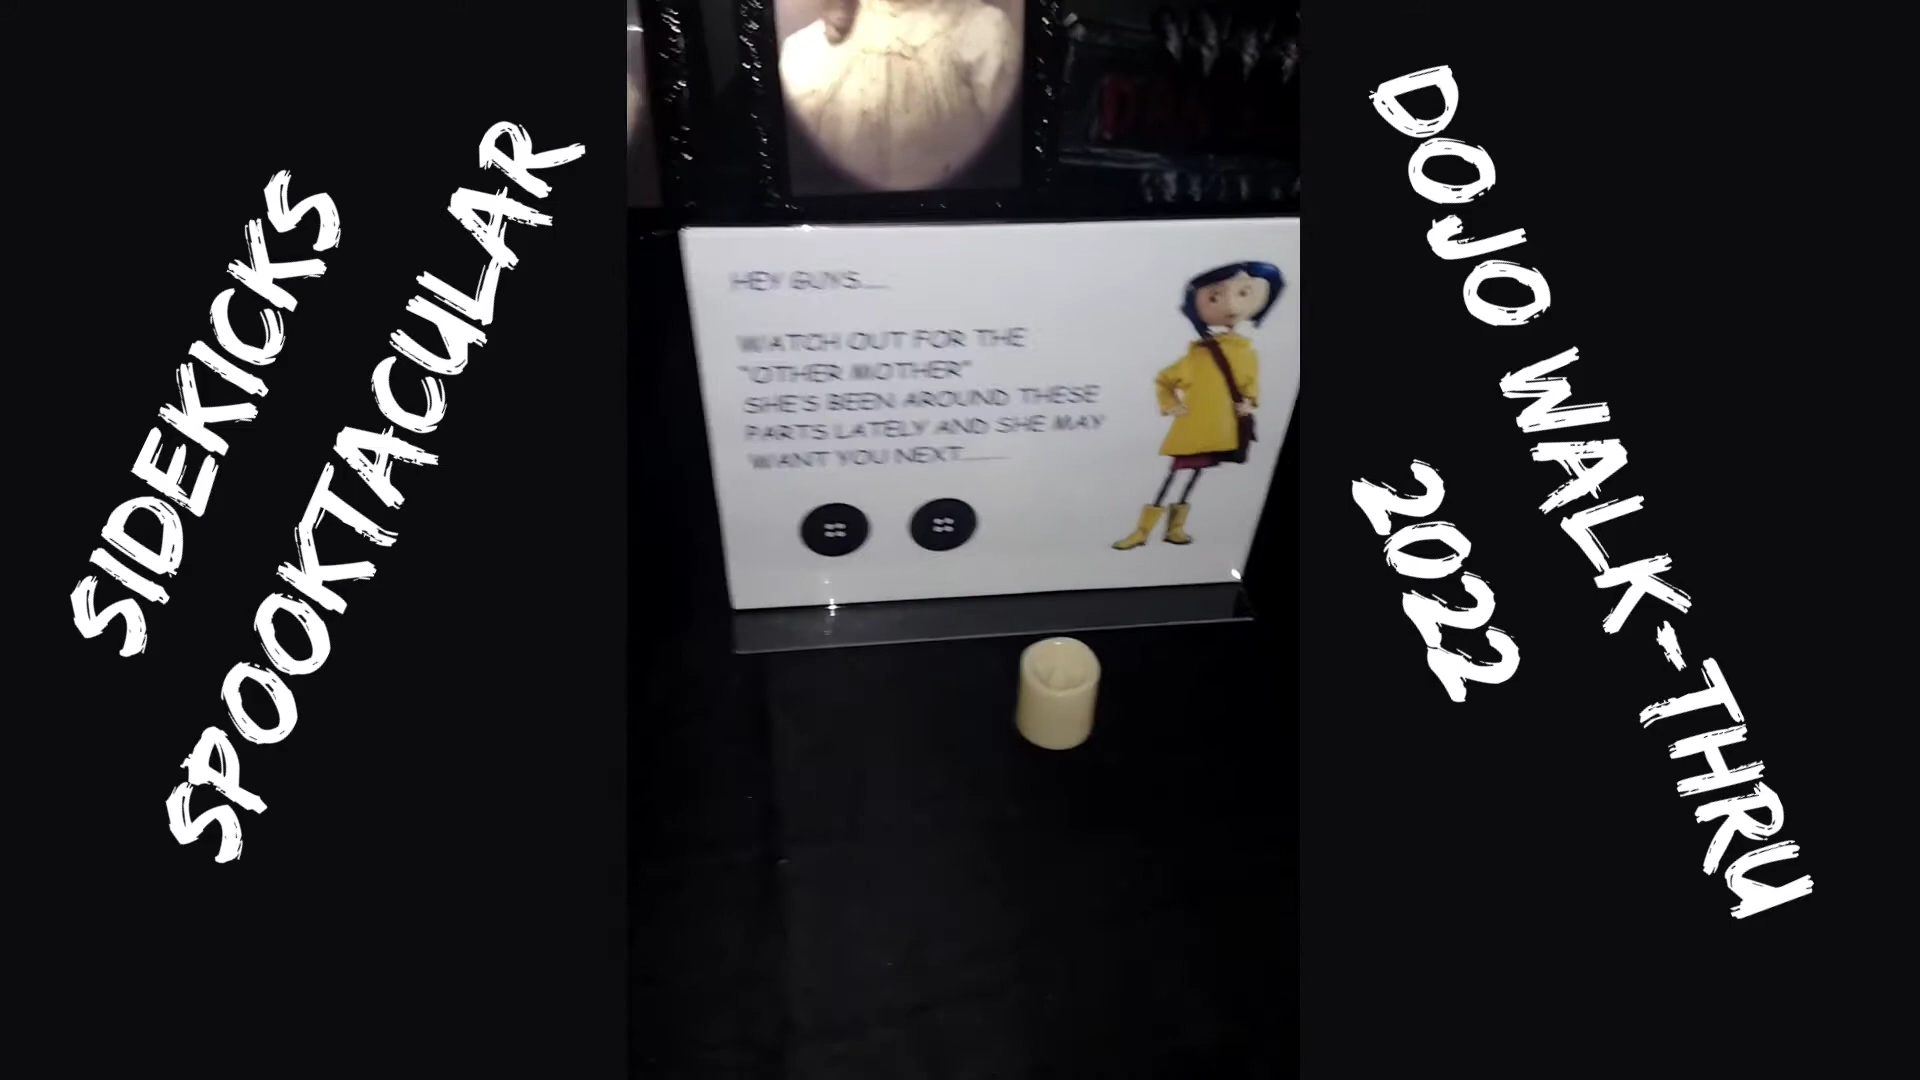 SIDEKICKS
SPOOKTACULAR
HEY GUYS.....
WATCH OUT FOR THE
"OTHER MOTHER"
SHE'S BEEN AROUND THESE
PARTS LATELY AND SHE MAY
WANT YOU NEXT.........
DOJO WALK-THRU
2022